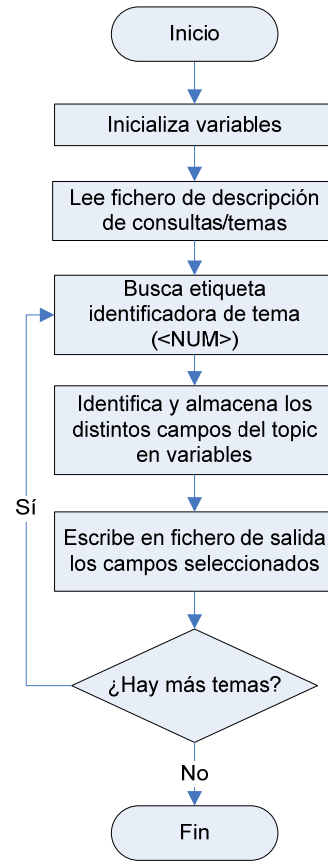 Inicio
Inicializa variables
Lee fichero de descripción
de consultas/temas
Busca etiqueta
identificadora de tema
(<NUM>)
Identifica y almacena los
distintos campos del topic
en variables
Sí
Escribe en fichero de salida
los campos seleccionados
¿Hay más temas?
No
Fin